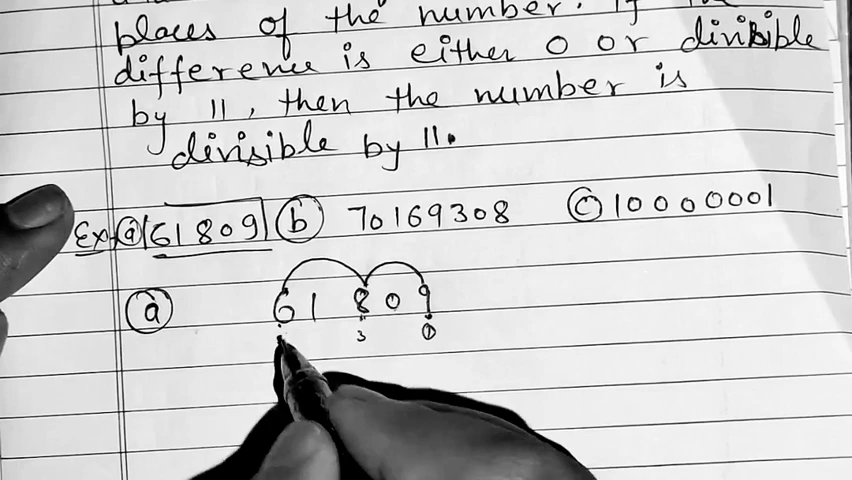 places of the number. If the
difference is either 0 or divisible
by 11, then the number is
divisible by 11.
Ex. (a) 61809 (b) 70169308 (c) 10000001
(a) 61809
3 1